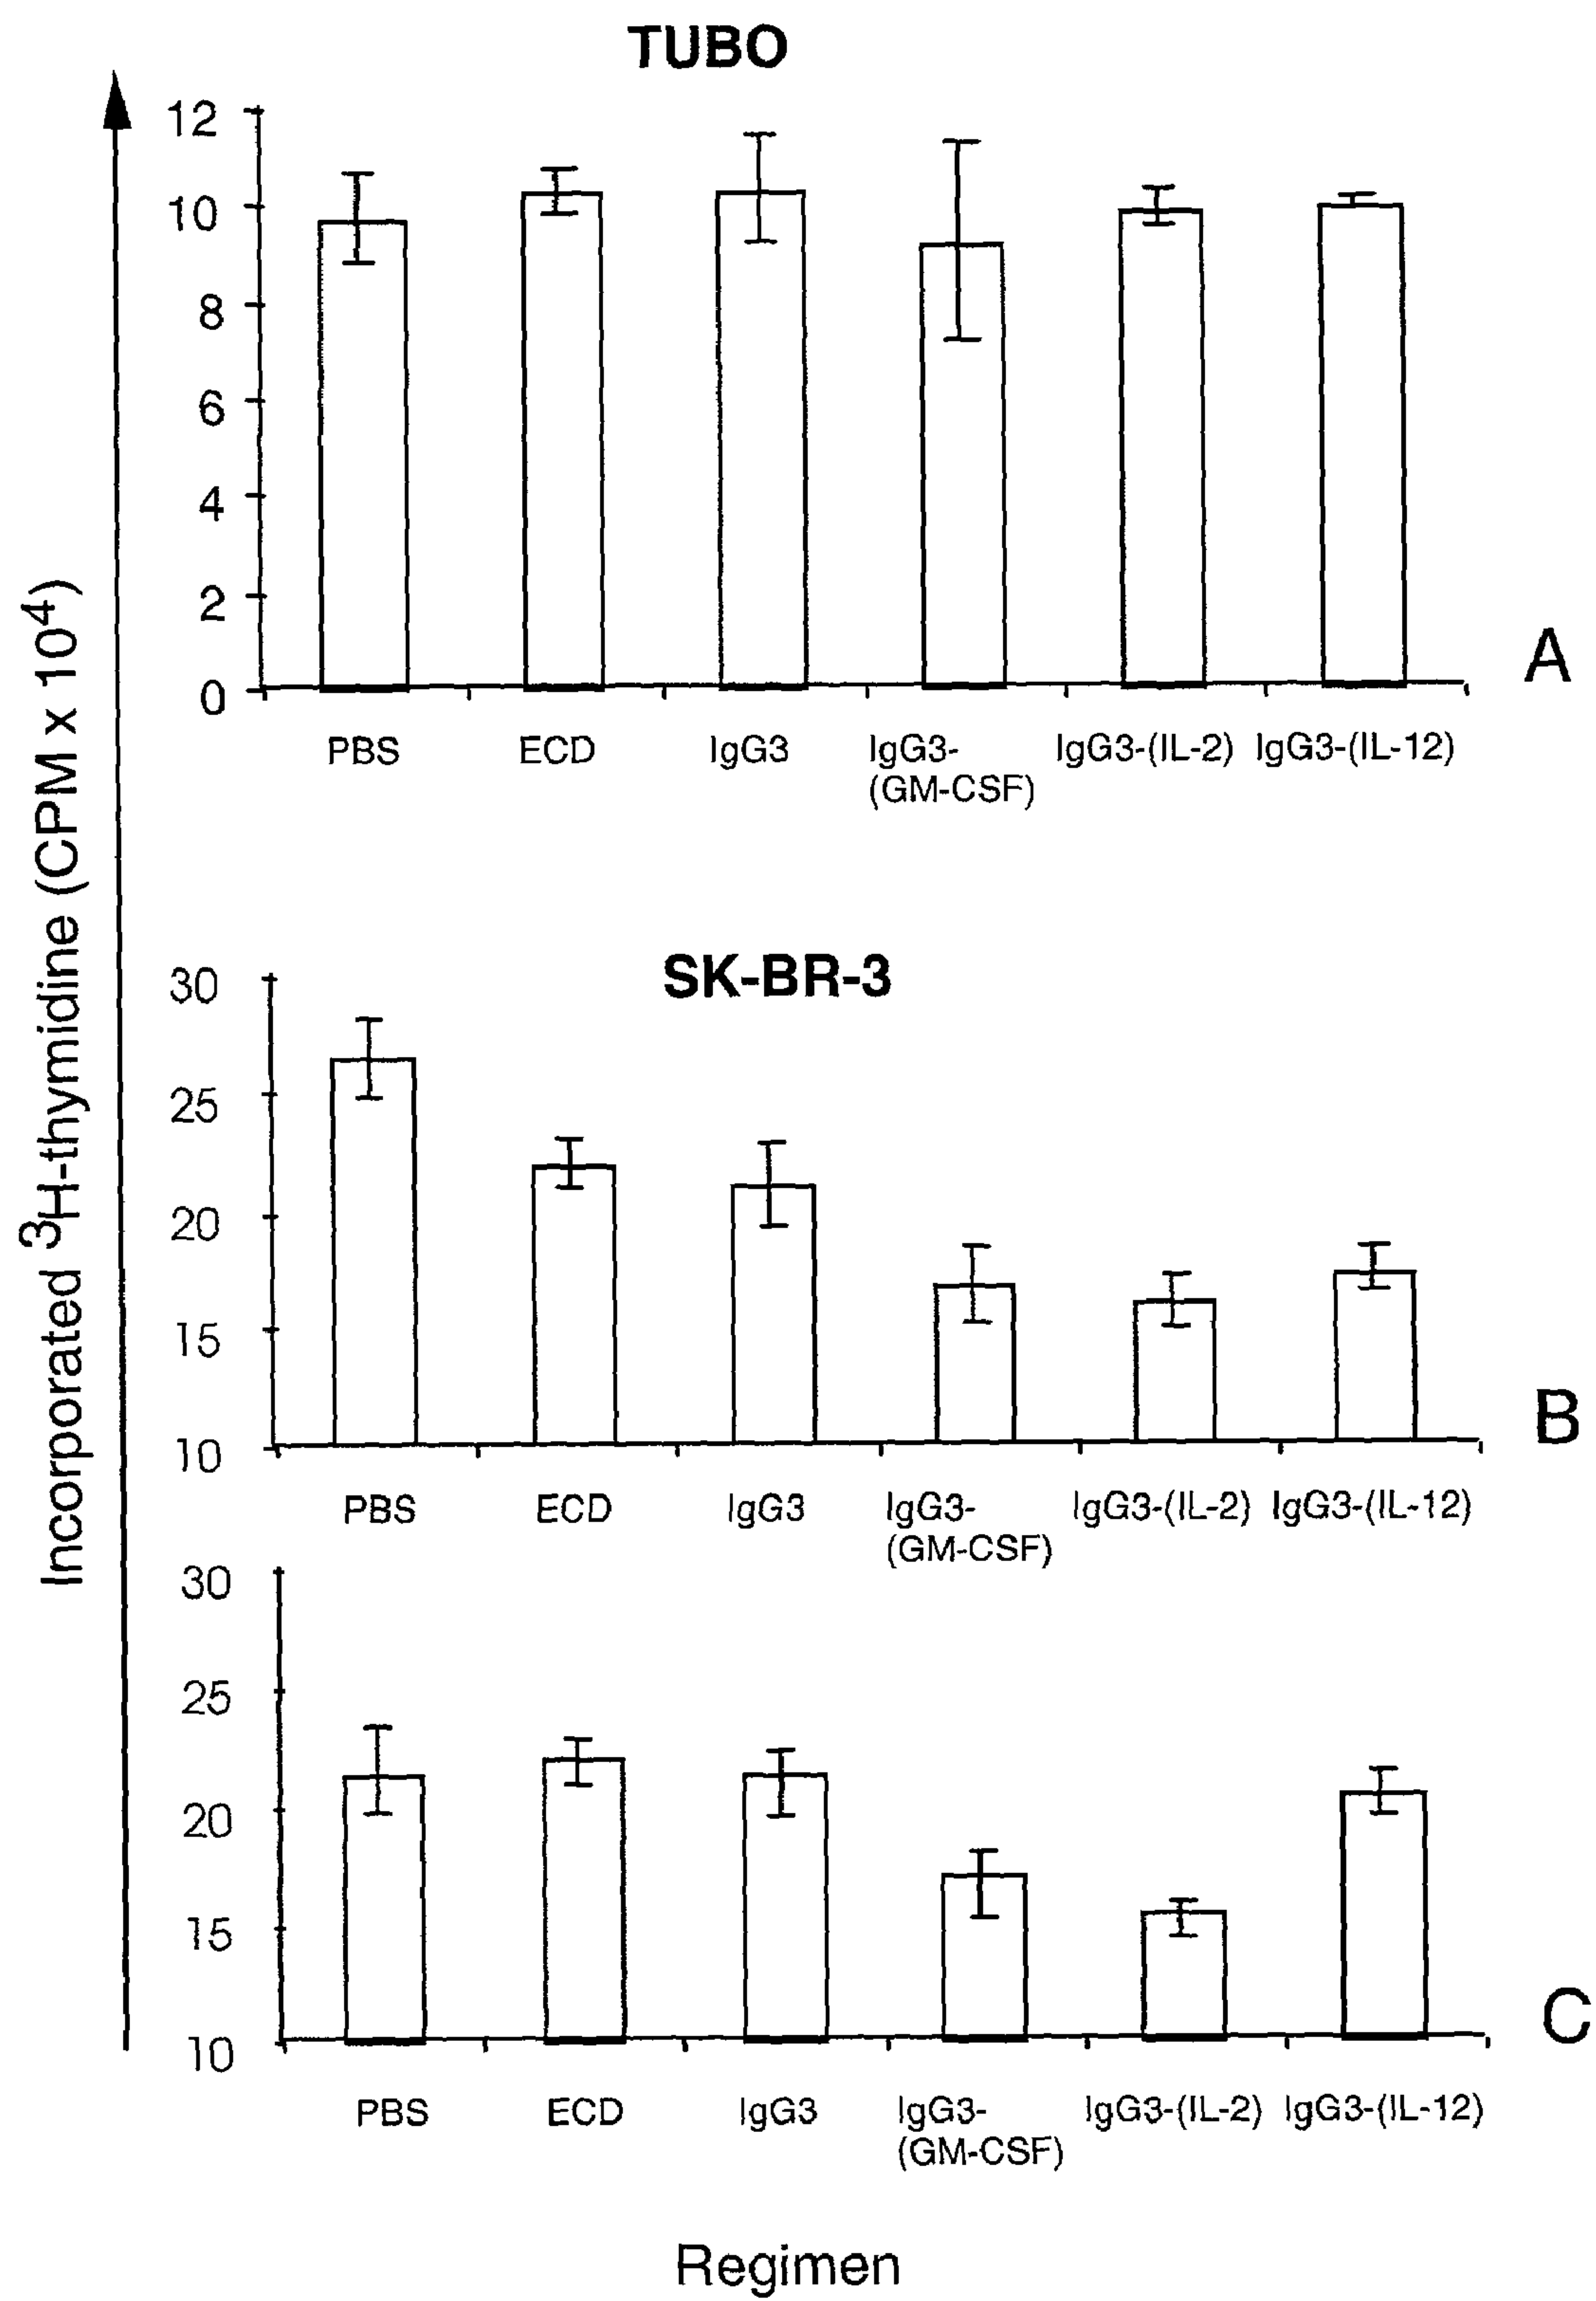 TUBO
12
10
8
6
4
2
0
PBS ECD IgG3 IgG3-(GM-CSF) IgG3-(IL-2) IgG3-(IL-12)
A
Incorporated ³H-thymidine (CPM x 10⁴)
SK-BR-3
30
25
20
15
10
PBS ECD IgG3 IgG3-(GM-CSF) IgG3-(IL-2) IgG3-(IL-12)
B
30
25
20
15
10
PBS ECD IgG3 IgG3-(GM-CSF) IgG3-(IL-2) IgG3-(IL-12)
C
Regimen